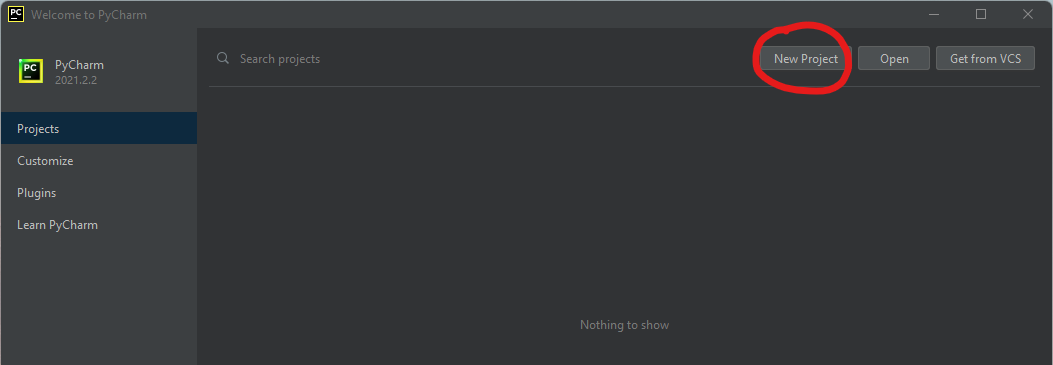 PC Welcome to PyCharm
PC PyCharm
2021.2.2
Search projects
New Project Open Get from VCS
Projects
Customize
Plugins
Learn PyCharm
Nothing to show